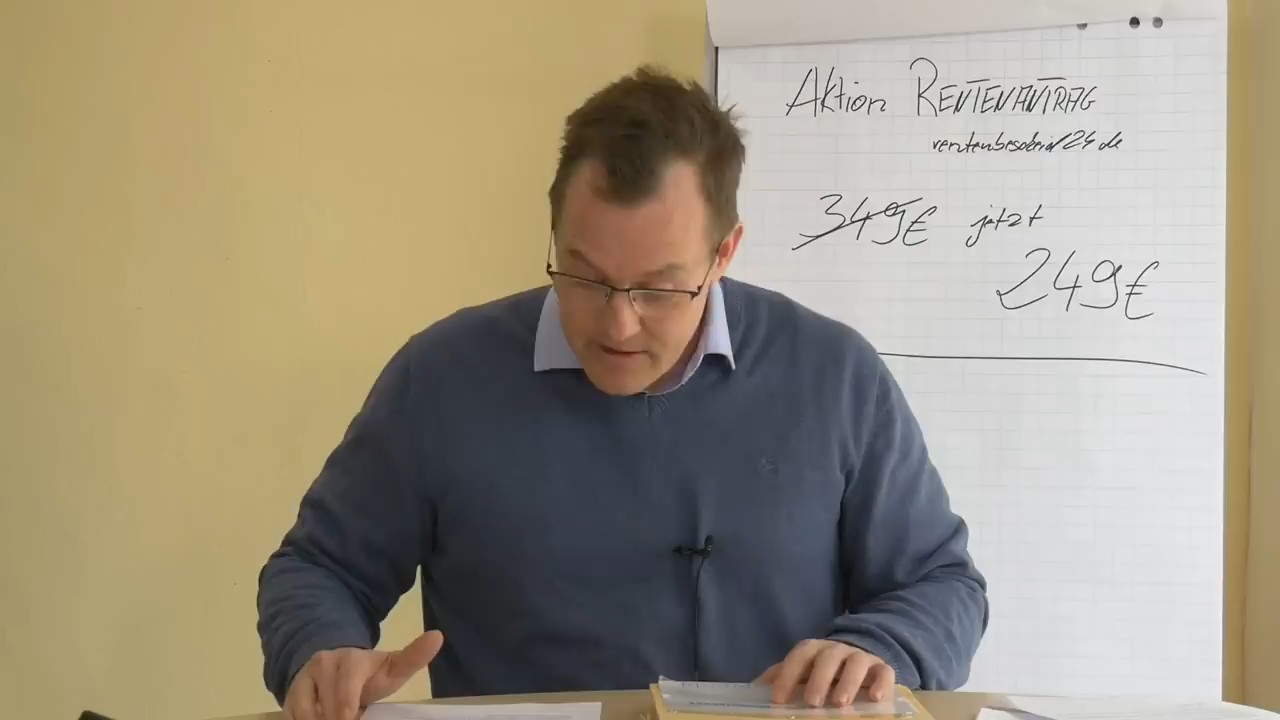 Aktion RENTENANTRAG
rentenbescheid24.de
349€ jetzt
249€